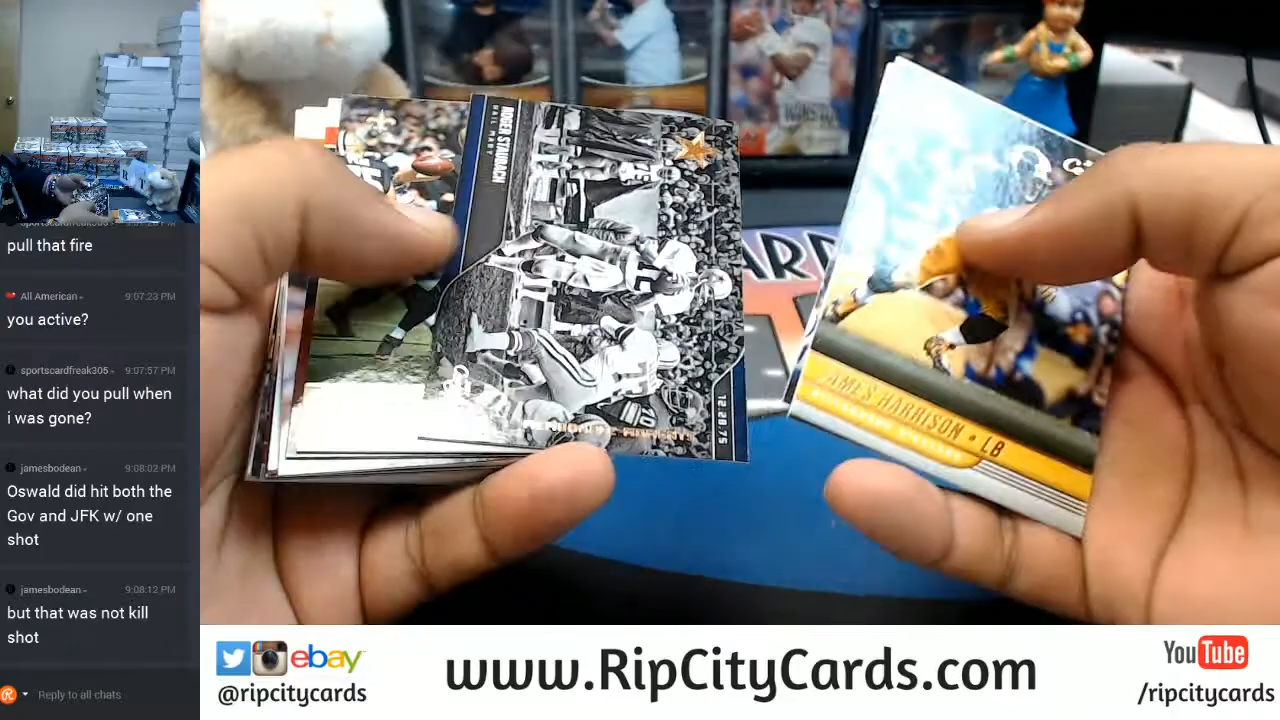 pull that fire
All American
9:07:23 PM
you active?
sportscardfreak305
9:07:57 PM
what did you pull when
i was gone?
jamesbodean
9:08:02 PM
Oswald did hit both the
Gov and JFK w/ one
shot
jamesbodean
9:08:12 PM
but that was not kill
shot
Reply to all chats
ROGER STAUBACH
HAIL MARY
12.28.75
WINSTON
ARD
AMES HARRISON • LB
ebay
@ripcitycards
www.RipCityCards.com
YouTube
/ripcitycards